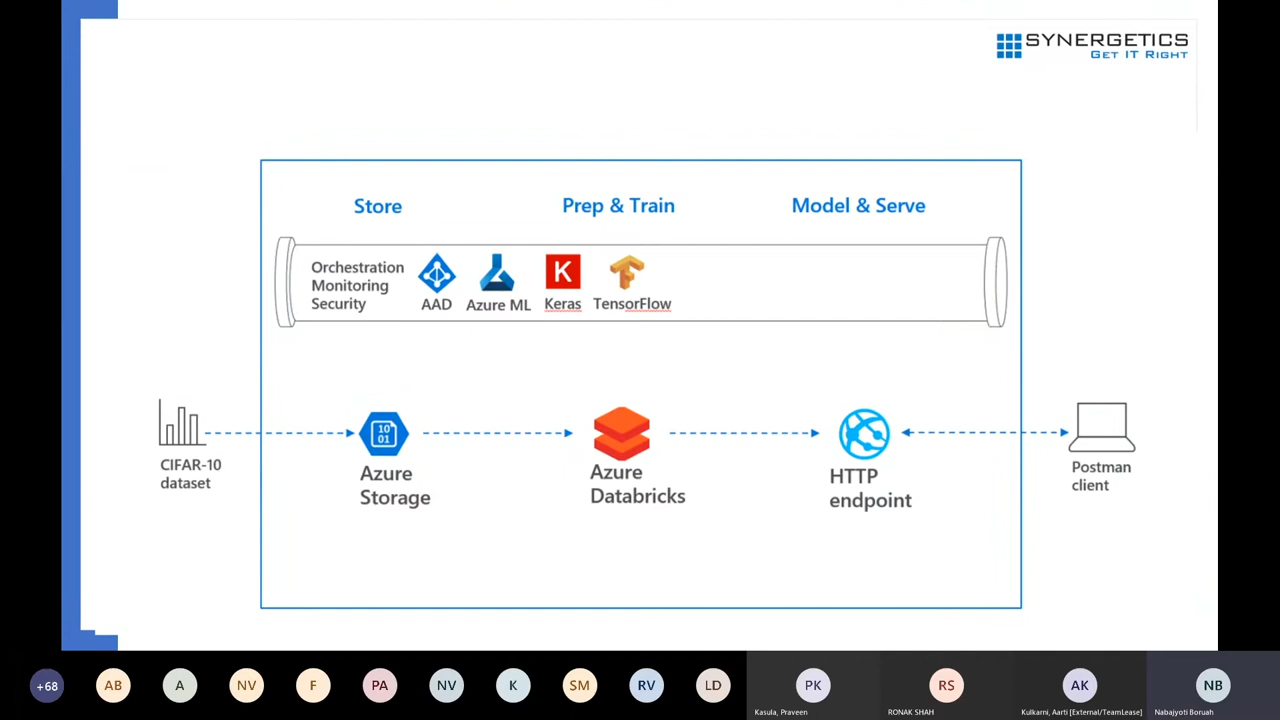 SYNERGETICS
GET IT RIGHT
Store
Prep & Train
Model & Serve
Orchestration
Monitoring
Security
AAD
Azure ML
K
Keras
TensorFlow
10
01
CIFAR-10
dataset
Azure
Storage
Azure
Databricks
HTTP
endpoint
Postman
client
+68
AB
A
NV
F
PA
NV
K
SM
RV
LD
PK
RS
AK
NB
Kasula, Praveen
RONAK SHAH
Kulkarni, Aarti [External/TeamLease]
Nabajyoti Boruah